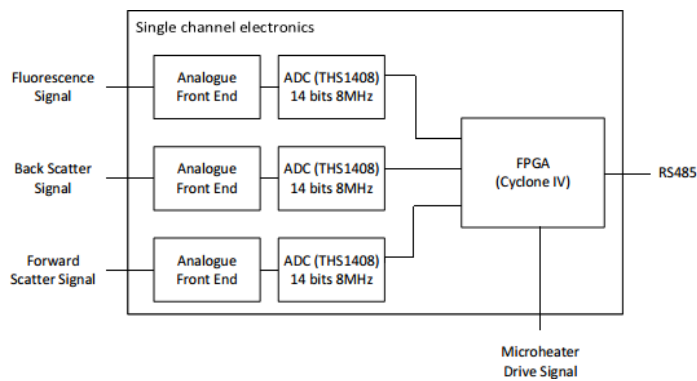 Single channel electronics
Fluorescence
Signal
Analogue
Front End
ADC (THS1408)
14 bits 8MHz
Back Scatter
Signal
Analogue
Front End
ADC (THS1408)
14 bits 8MHz
FPGA
(Cyclone IV)
RS485
Forward
Scatter Signal
Analogue
Front End
ADC (THS1408)
14 bits 8MHz
Microheater
Drive Signal